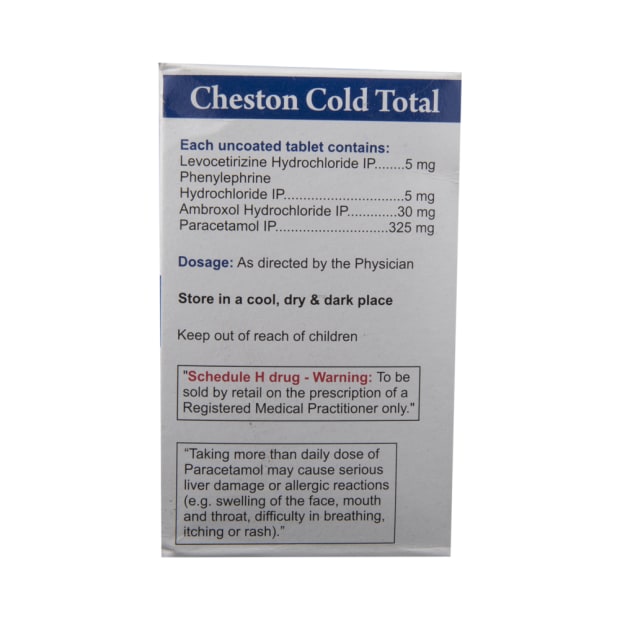 Cheston Cold Total
Each uncoated tablet contains:
Levocetirizine Hydrochloride IP........5 mg
Phenylephrine
Hydrochloride IP..............................5 mg
Ambroxol Hydrochloride IP.............30 mg
Paracetamol IP............................325 mg
Dosage: As directed by the Physician
Store in a cool, dry & dark place
Keep out of reach of children
"Schedule H drug - Warning: To be
sold by retail on the prescription of a
Registered Medical Practitioner only."
“Taking more than daily dose of
Paracetamol may cause serious
liver damage or allergic reactions
(e.g. swelling of the face, mouth
and throat, difficulty in breathing,
itching or rash).”